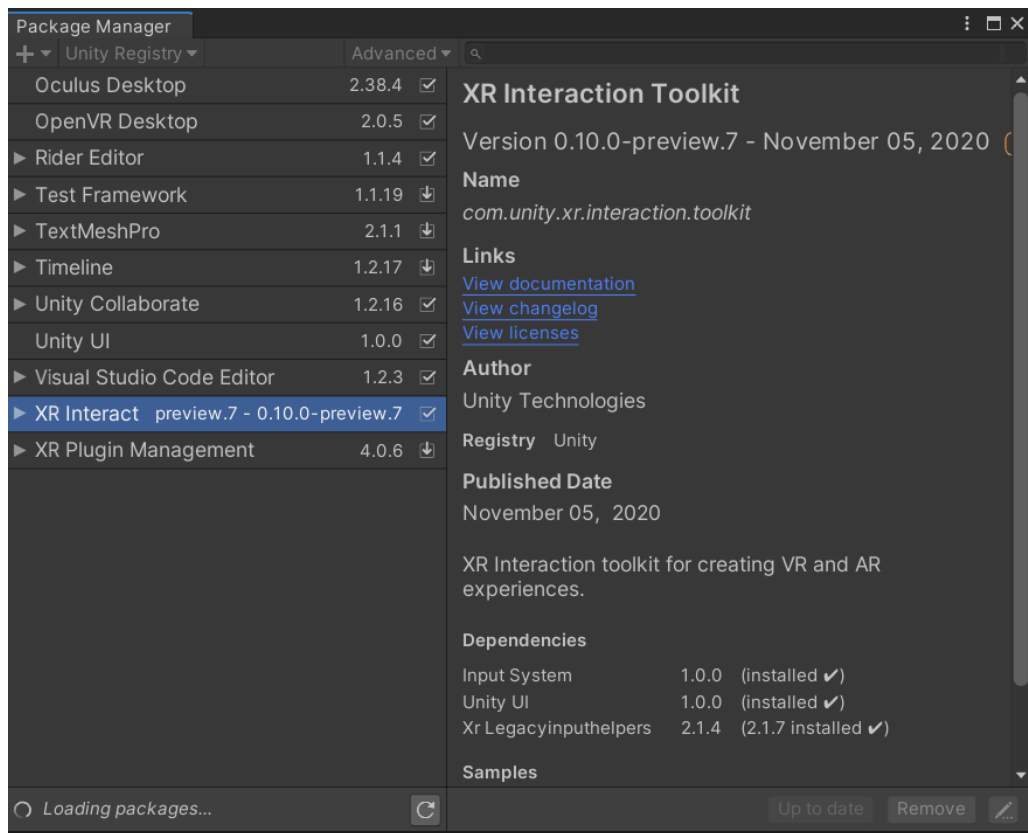 Package Manager
Unity Registry Advanced
Oculus Desktop 2.38.4
OpenVR Desktop 2.0.5
Rider Editor 1.1.4
Test Framework 1.1.19
TextMeshPro 2.1.1
Timeline 1.2.17
Unity Collaborate 1.2.16
Unity UI 1.0.0
Visual Studio Code Editor 1.2.3
XR Interact preview.7 - 0.10.0-preview.7
XR Plugin Management 4.0.6
Loading packages...
XR Interaction Toolkit
Version 0.10.0-preview.7 - November 05, 2020 (
Name
com.unity.xr.interaction.toolkit
Links
View documentation
View changelog
View licenses
Author
Unity Technologies
Registry Unity
Published Date
November 05, 2020
XR Interaction toolkit for creating VR and AR
experiences.
Dependencies
Input System 1.0.0 (installed ✔)
Unity UI 1.0.0 (installed ✔)
Xr Legacyinputhelpers 2.1.4 (2.1.7 installed ✔)
Samples
Up to date Remove